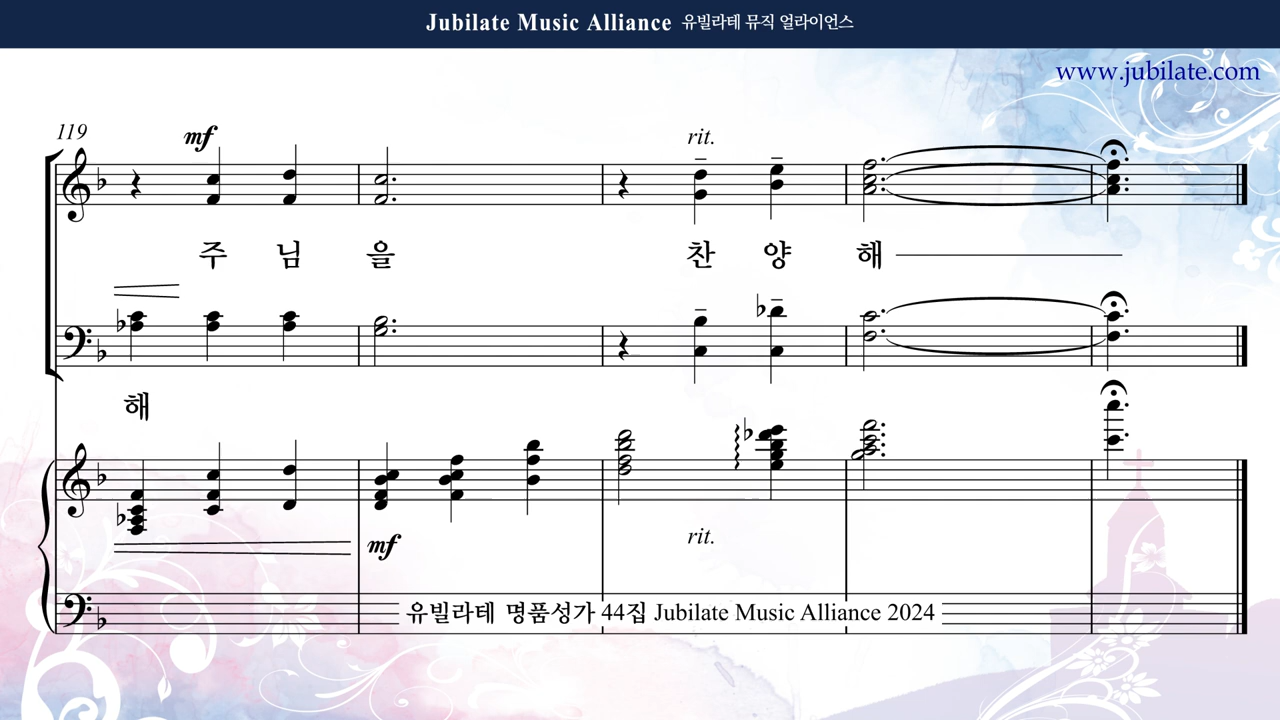 Jubilate Music Alliance 유빌라테 뮤직 얼라이언스
www.jubilate.com
119
mf
rit.
주 님 을 찬 양 해
해
mf
rit.
유빌라테 명품성가 44집 Jubilate Music Alliance 2024